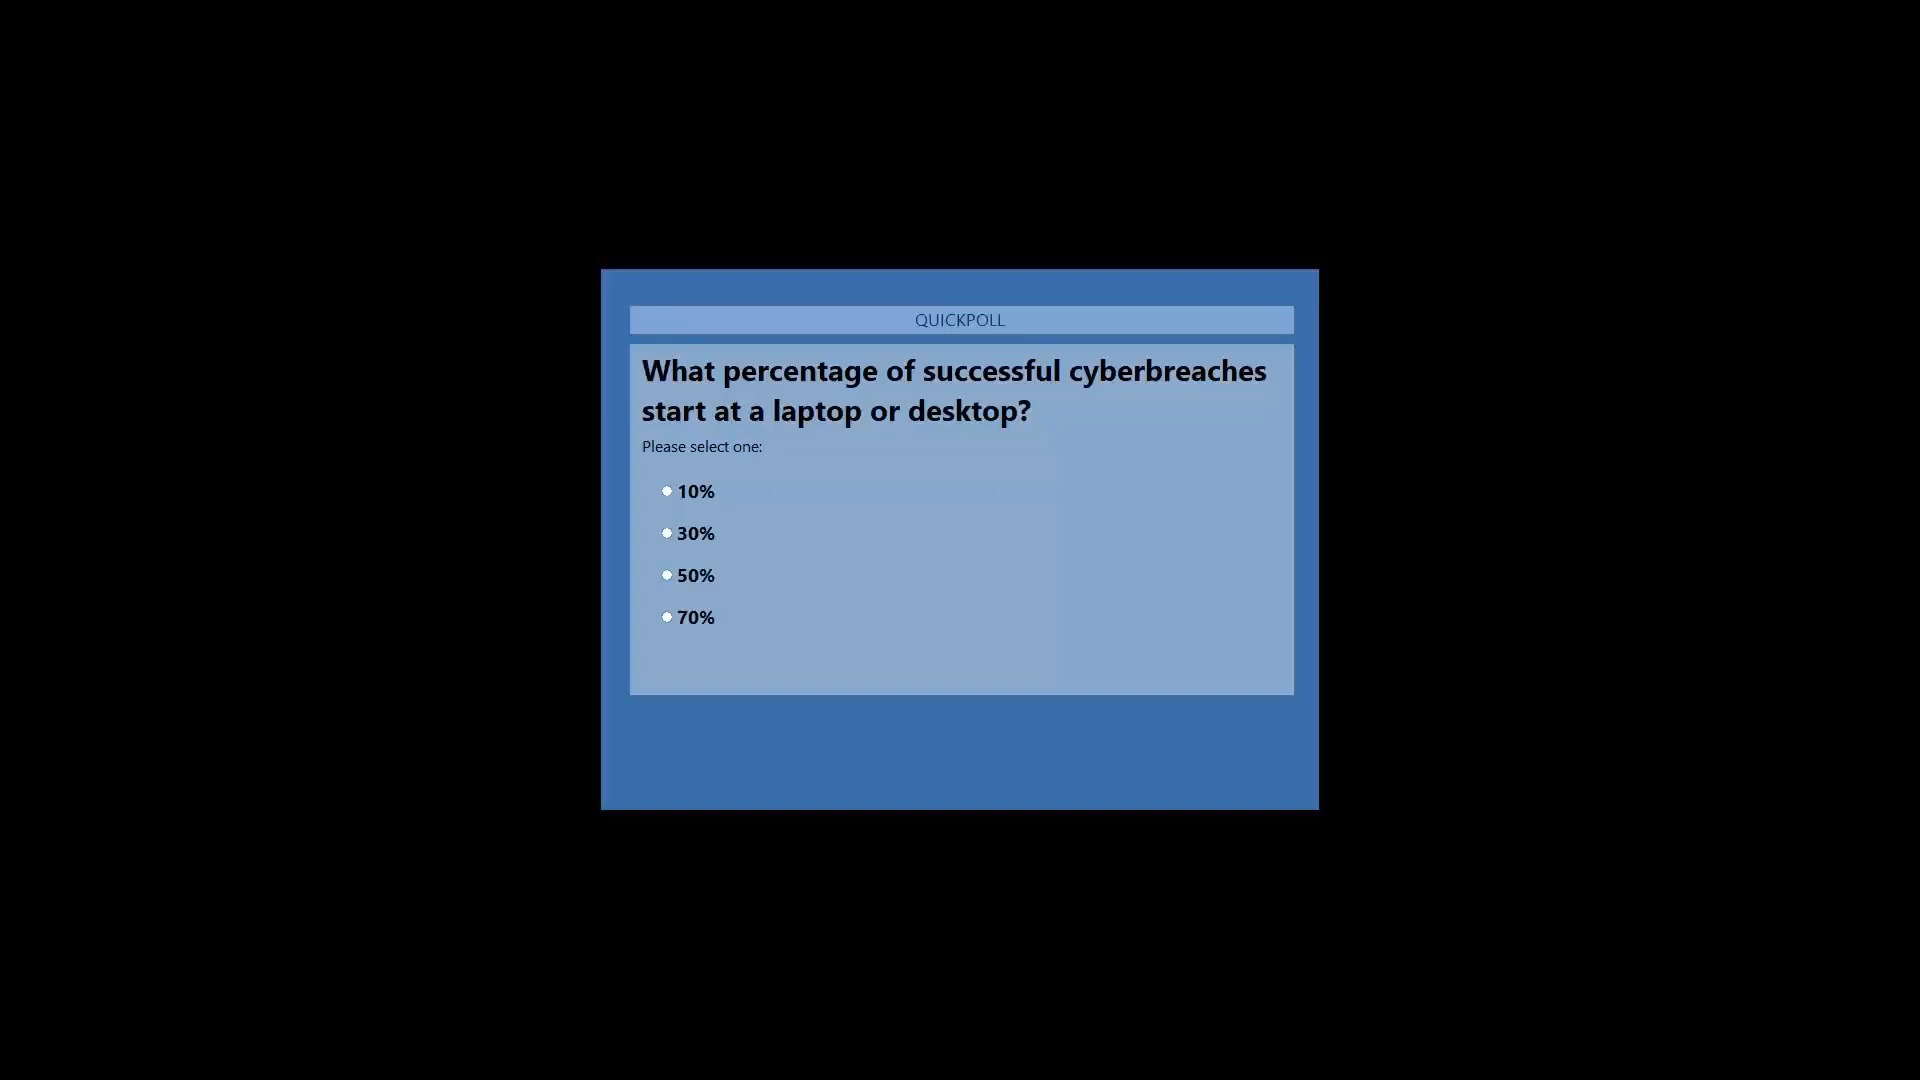 QUICKPOLL
What percentage of successful cyberbreaches
start at a laptop or desktop?
Please select one:
10%
30%
50%
70%